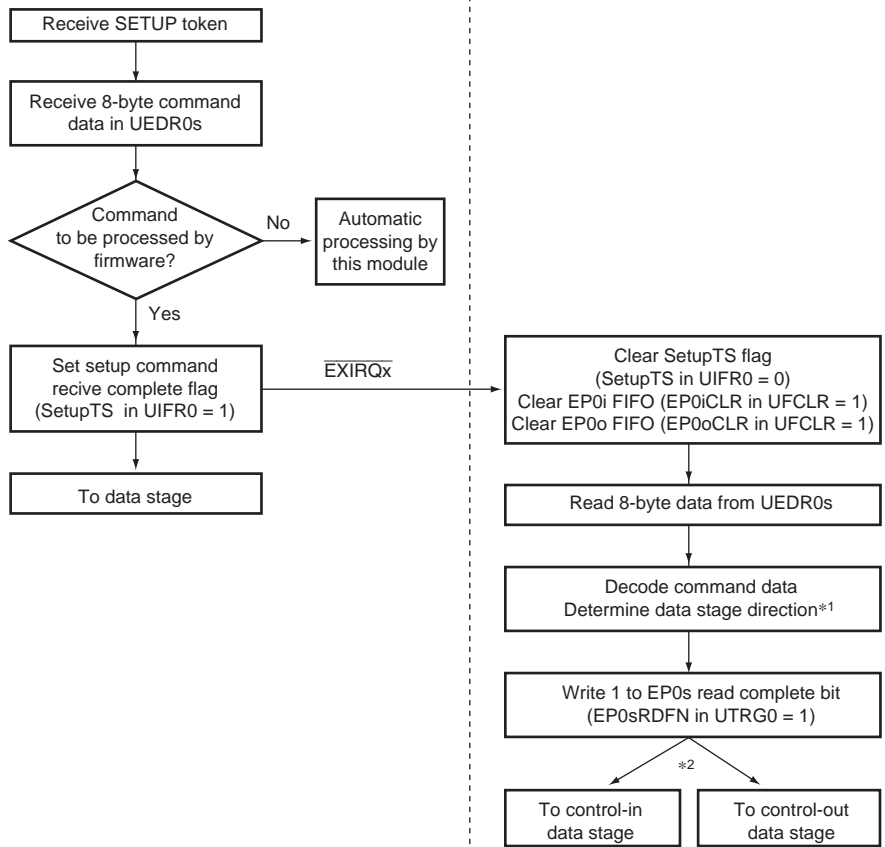 Receive SETUP token
Receive 8-byte command
data in UEDR0s
Command
to be processed by
firmware?
No
Automatic
processing by
this module
Yes
Set setup command
recive complete flag
(SetupTS in UIFR0 = 1)
EXIRQx
To data stage
Clear SetupTS flag
(SetupTS in UIFR0 = 0)
Clear EP0i FIFO (EP0iCLR in UFCLR = 1)
Clear EP0o FIFO (EP0oCLR in UFCLR = 1)
Read 8-byte data from UEDR0s
Decode command data
Determine data stage direction*1
Write 1 to EP0s read complete bit
(EP0sRDFN in UTRG0 = 1)
*2
To control-in
data stage
To control-out
data stage